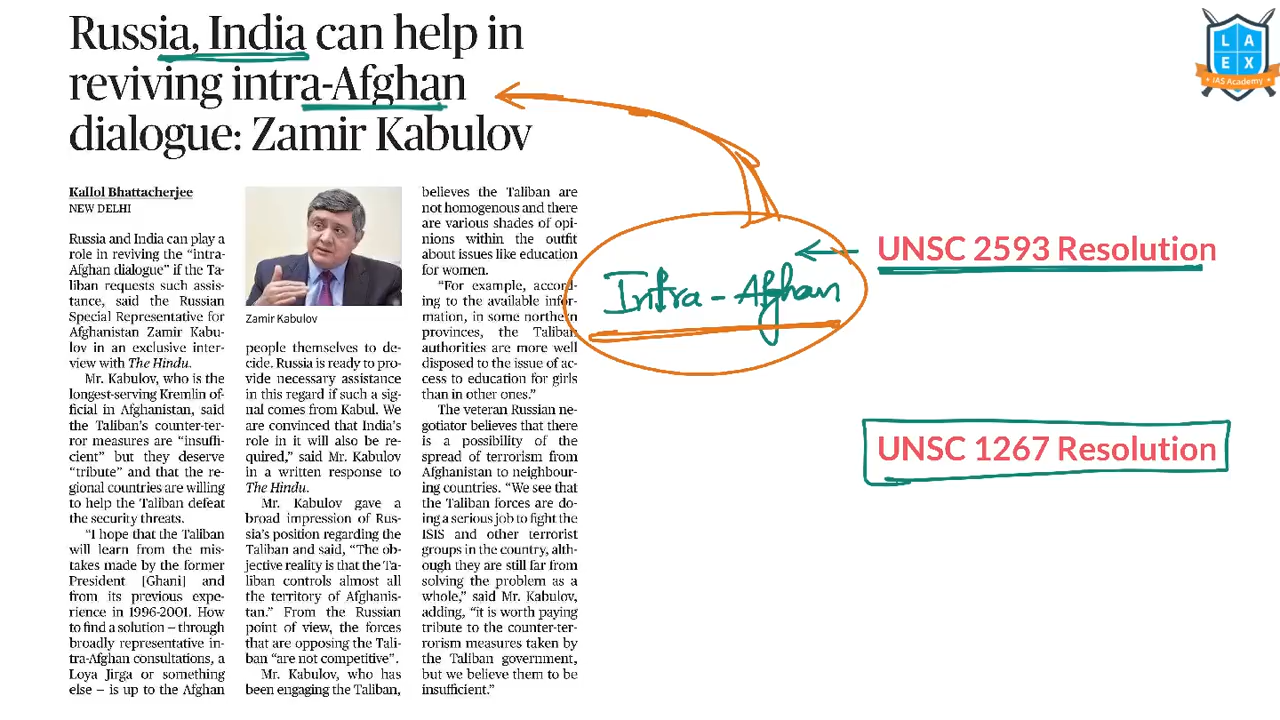 Russia, India can help in
reviving intra-Afghan
dialogue: Zamir Kabulov
Kallol Bhattacherjee
NEW DELHI
Russia and India can play a
role in reviving the “intra-
Afghan dialogue” if the Ta-
liban requests such assis-
tance, said the Russian
Special Representative for
Afghanistan Zamir Kabu-
lov in an exclusive inter-
view with The Hindu.
Mr. Kabulov, who is the
longest-serving Kremlin of-
ficial in Afghanistan, said
the Taliban’s counter-ter-
ror measures are “insuffi-
cient” but they deserve
“tribute” and that the re-
gional countries are willing
to help the Taliban defeat
the security threats.
“I hope that the Taliban
will learn from the mis-
takes made by the former
President [Ghani] and
from its previous expe-
rience in 1996-2001. How
to find a solution – through
broadly representative in-
tra-Afghan consultations, a
Loya Jirga or something
else – is up to the Afghan
Zamir Kabulov
people themselves to de-
cide. Russia is ready to pro-
vide necessary assistance
in this regard if such a sig-
nal comes from Kabul. We
are convinced that India’s
role in it will also be re-
quired,” said Mr. Kabulov
in a written response to
The Hindu.
Mr. Kabulov gave a
broad impression of Rus-
sia’s position regarding the
Taliban and said, “The ob-
jective reality is that the Ta-
liban controls almost all
the territory of Afghanis-
tan.” From the Russian
point of view, the forces
that are opposing the Tali-
ban “are not competitive”.
Mr. Kabulov, who has
been engaging the Taliban,
believes the Taliban are
not homogenous and there
are various shades of opi-
nions within the outfit
about issues like education
for women.
“For example, accord-
ing to the available infor-
mation, in some northern
provinces, the Taliban
authorities are more well
disposed to the issue of ac-
cess to education for girls
than in other ones.”
The veteran Russian ne-
gotiator believes that there
is a possibility of the
spread of terrorism from
Afghanistan to neighbour-
ing countries. “We see that
the Taliban forces are do-
ing a serious job to fight the
ISIS and other terrorist
groups in the country, alth-
ough they are still far from
solving the problem as a
whole,” said Mr. Kabulov,
adding, “it is worth paying
tribute to the counter-ter-
rorism measures taken by
the Taliban government,
but we believe them to be
insufficient.”
Intra - Afghan
UNSC 2593 Resolution
UNSC 1267 Resolution
L A
E X
IAS Academy